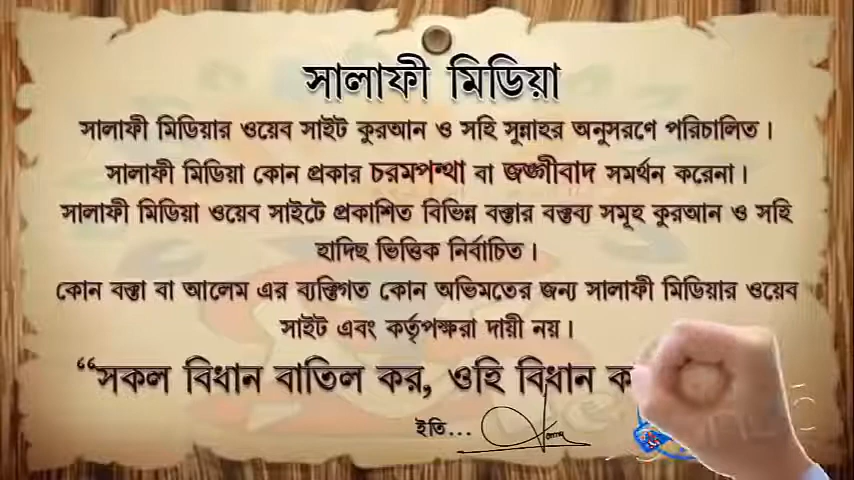 সালাফী মিডিয়া
সালাফী মিডিয়ার ওয়েব সাইট কুরআন ও সহি সুন্নাহর অনুসরণে পরিচালিত।
সালাফী মিডিয়া কোন প্রকার চরমপন্থা বা জঙ্গীবাদ সমর্থন করেনা।
সালাফী মিডিয়া ওয়েব সাইটে প্রকাশিত বিভিন্ন বক্তার বক্তব্য সমূহ কুরআন ও সহি
হাদিছ ভিত্তিক নির্বাচিত।
কোন বক্তা বা আলেম এর ব্যক্তিগত কোন অভিমতের জন্য সালাফী মিডিয়ার ওয়েব
সাইট এবং কর্তৃপক্ষরা দায়ী নয়।
“সকল বিধান বাতিল কর, ওহি বিধান ক
ইতি...